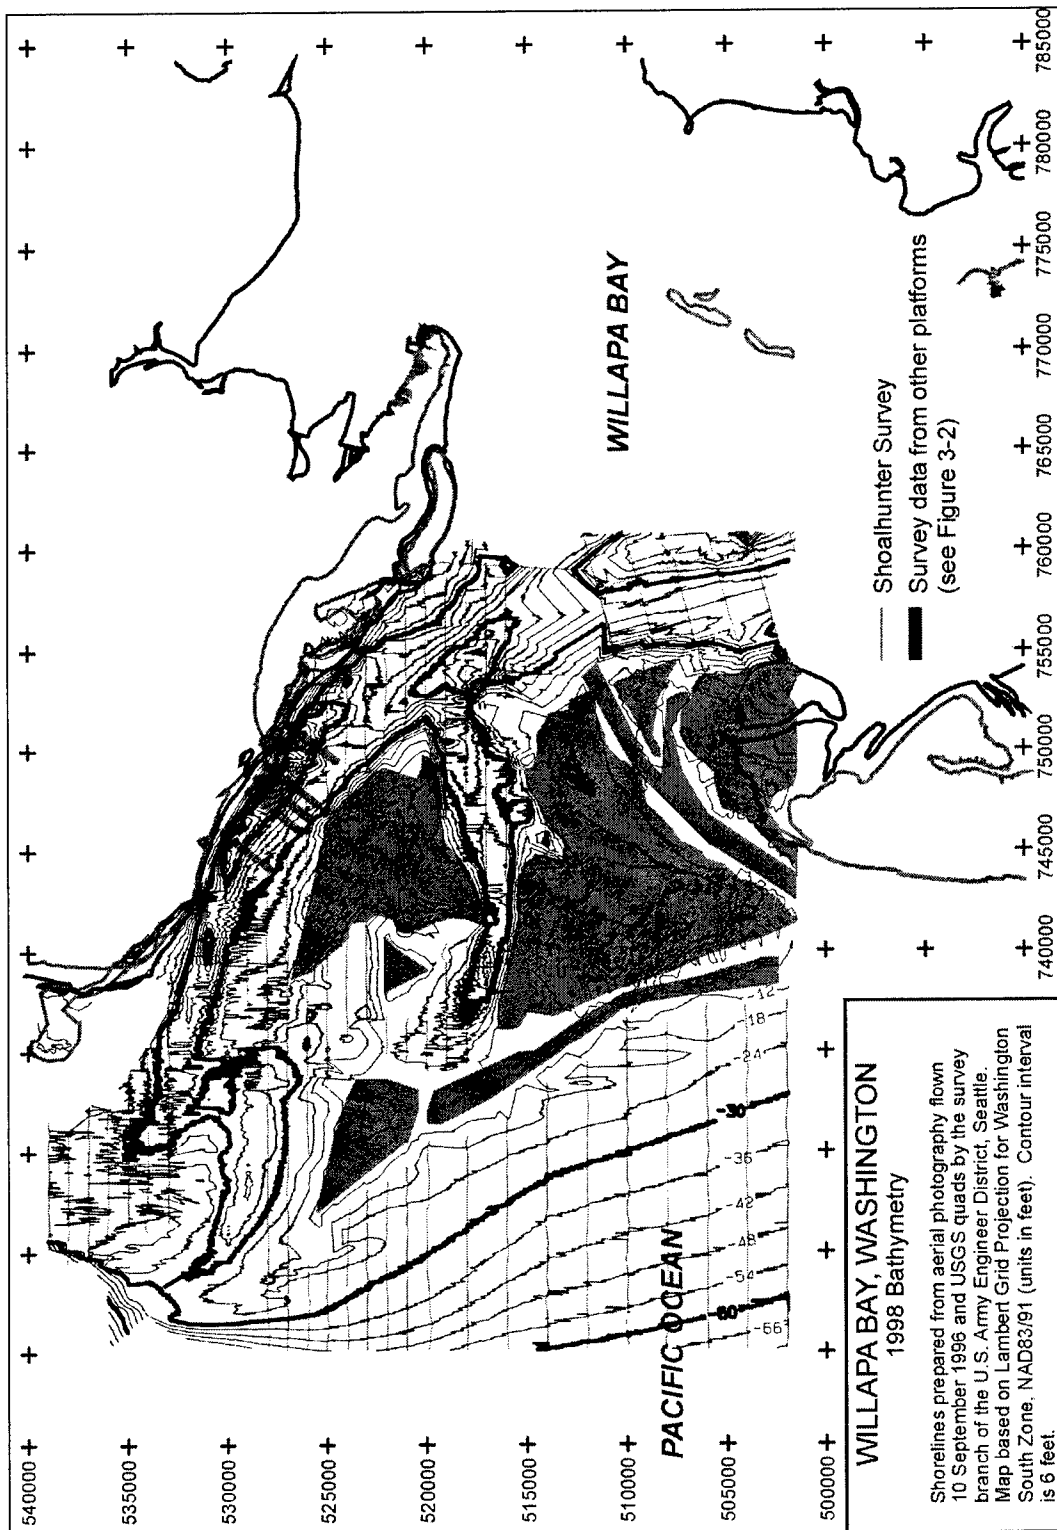 540000
535000
530000
525000
520000
515000
510000
505000
500000
740000
745000
750000
755000
760000
765000
770000
775000
780000
785000
WILLAPA BAY
PACIFIC OCEAN
-12
-18
-24
-30
-36
-42
-48
-54
-60
-66
Shoalhunter Survey
Survey data from other platforms
(see Figure 3-2)
WILLAPA BAY, WASHINGTON
1998 Bathymetry
Shorelines prepared from aerial photography flown
10 September 1996 and USGS quads by the survey
branch of the U.S. Army Engineer District, Seattle.
Map based on Lambert Grid Projection for Washington
South Zone, NAD83/91 (units in feet). Contour interval
is 6 feet.